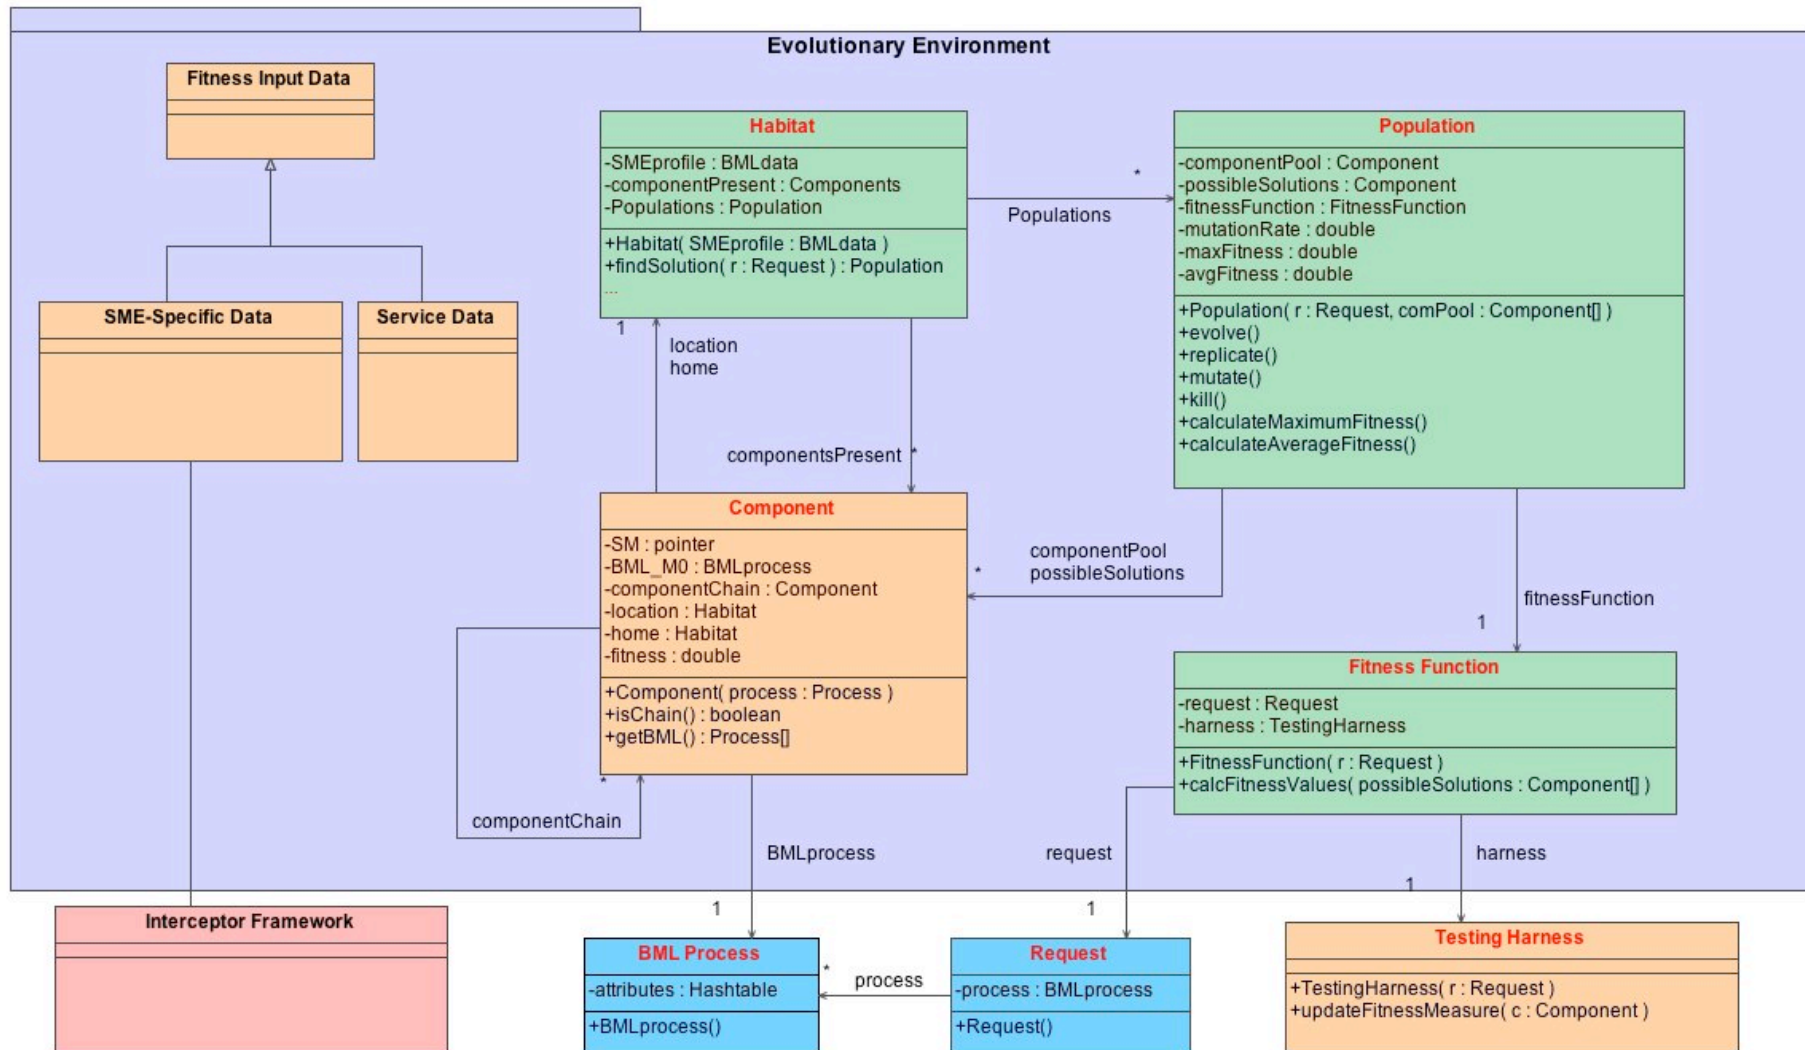 Evolutionary Environment
Fitness Input Data
SME-Specific Data
Service Data
Habitat
-SMEprofile : BMLdata
-componentPresent : Components
-Populations : Population
+Habitat( SMEprofile : BMLdata )
+findSolution( r : Request ) : Population
...
*
Populations
Population
-componentPool : Component
-possibleSolutions : Component
-fitnessFunction : FitnessFunction
-mutationRate : double
-maxFitness : double
-avgFitness : double
+Population( r : Request, comPool : Component[] )
+evolve()
+replicate()
+mutate()
+kill()
+calculateMaximumFitness()
+calculateAverageFitness()
1
location
home
componentsPresent
*
Component
-SM : pointer
-BML_M0 : BMLprocess
-componentChain : Component
-location : Habitat
-home : Habitat
-fitness : double
+Component( process : Process )
+isChain() : boolean
+getBML() : Process[]
componentPool
possibleSolutions
*
fitnessFunction
1
Fitness Function
-request : Request
-harness : TestingHarness
+FitnessFunction( r : Request )
+calcFitnessValues( possibleSolutions : Component[] )
*
componentChain
BMLprocess
1
request
1
harness
1
Interceptor Framework
BML Process
-attributes : Hashtable
+BMLprocess()
*
process
Request
-process : BMLprocess
+Request()
Testing Harness
+TestingHarness( r : Request )
+updateFitnessMeasure( c : Component )